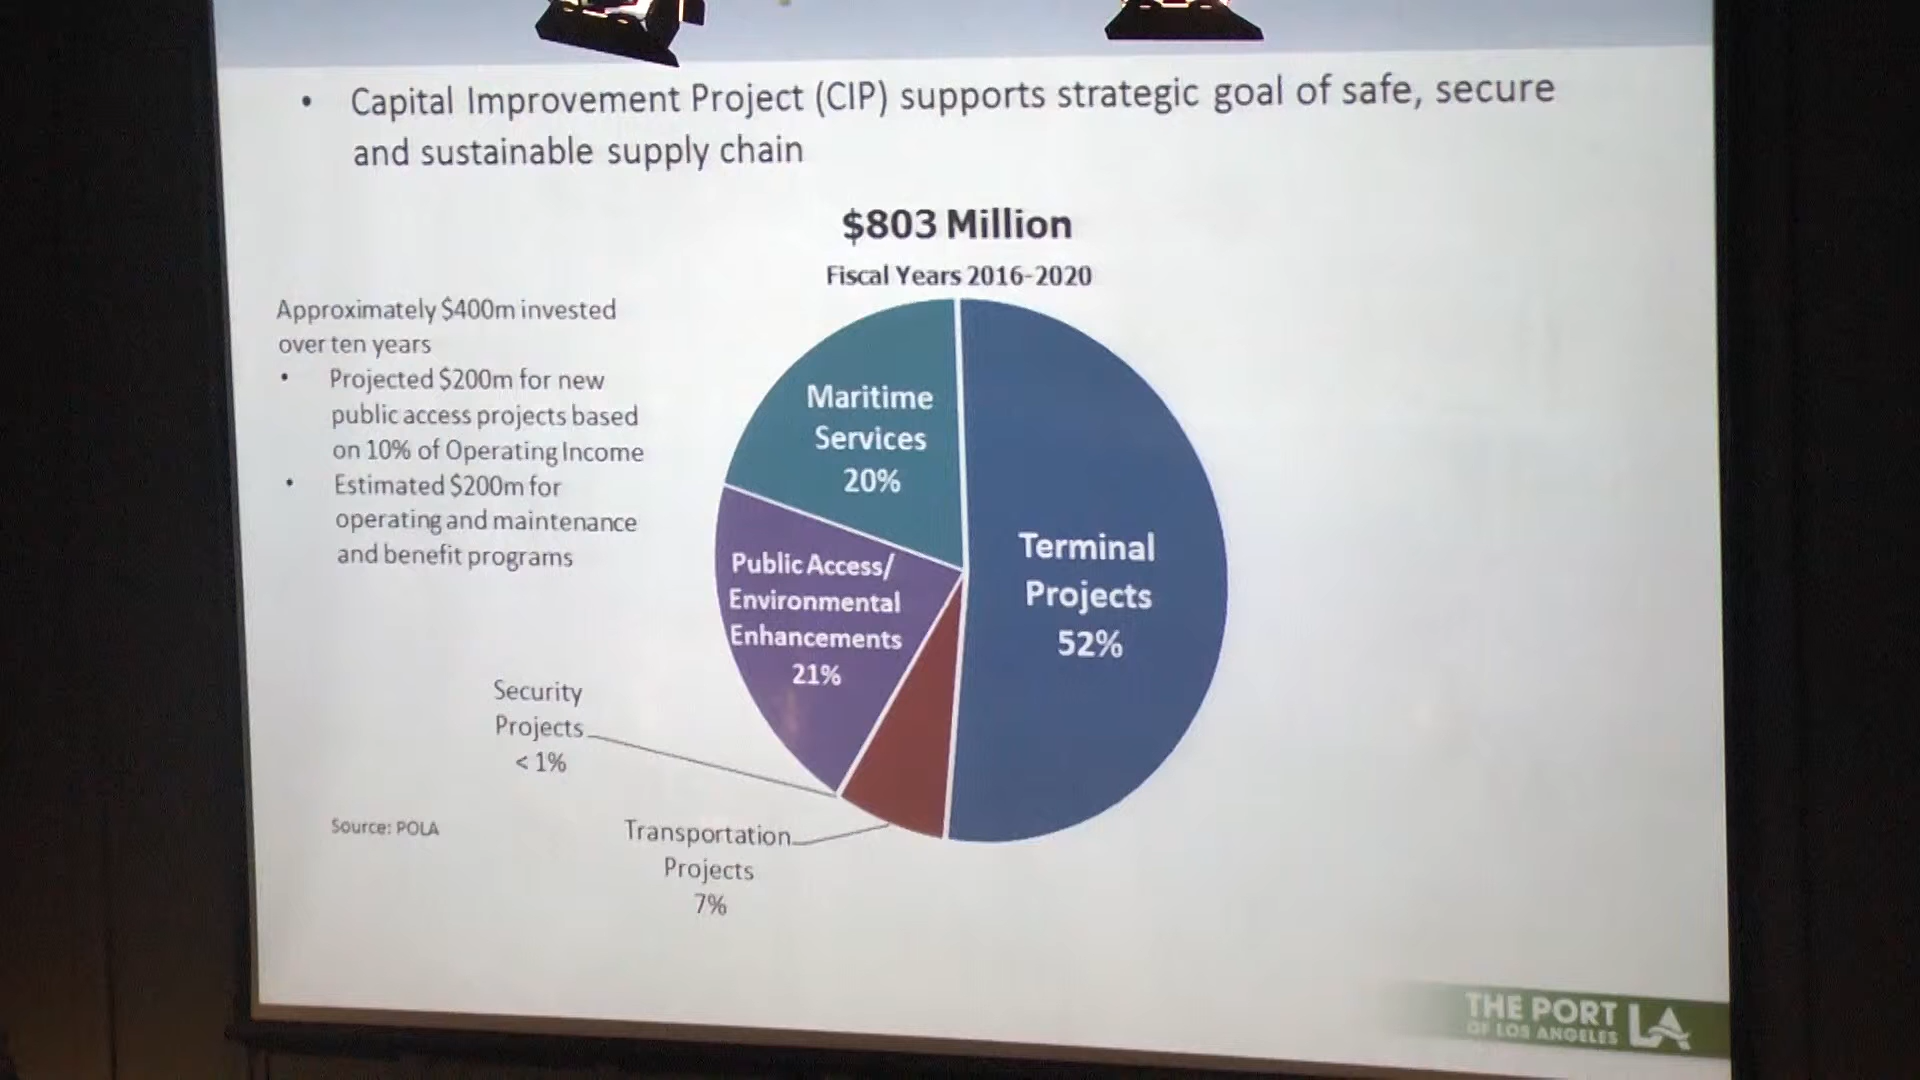 • Capital Improvement Project (CIP) supports strategic goal of safe, secure
and sustainable supply chain
$803 Million
Fiscal Years 2016-2020
Approximately $400m invested
over ten years
• Projected $200m for new
public access projects based
on 10% of Operating Income
• Estimated $200m for
operating and maintenance
and benefit programs
Maritime
Services
20%
Terminal
Projects
52%
Public Access/
Environmental
Enhancements
21%
Security
Projects
< 1%
Transportation
Projects
7%
Source: POLA
THE PORT
OF LOS ANGELES
LA